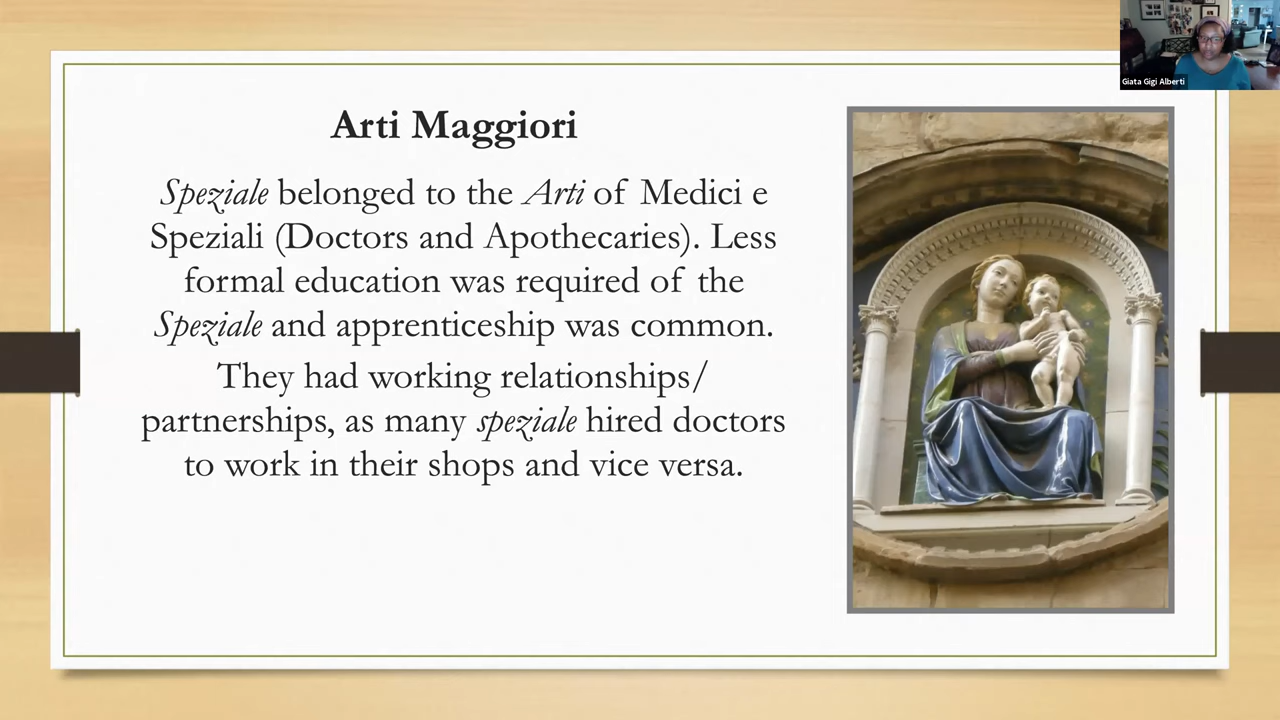 Giata Gigi Alberti
Arti Maggiori
Speziale belonged to the Arti of Medici e
Speziali (Doctors and Apothecaries). Less
formal education was required of the
Speziale and apprenticeship was common.
They had working relationships/
partnerships, as many speziale hired doctors
to work in their shops and vice versa.